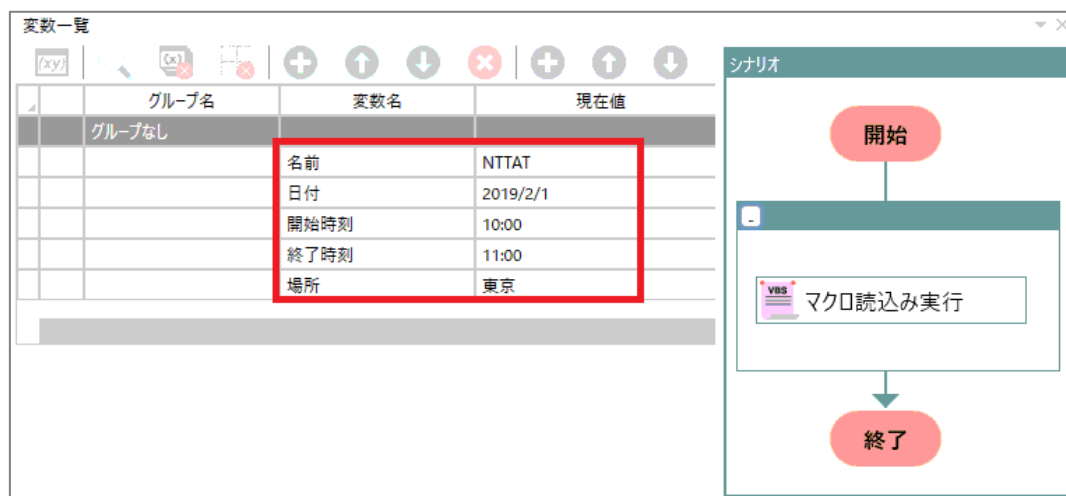 変数一覧
(xy)
(x)
グループ名 変数名 現在値
グループなし
名前 NTTAT
日付 2019/2/1
開始時刻 10:00
終了時刻 11:00
場所 東京
シナリオ
開始
-
VBS
マクロ読込み実行
終了